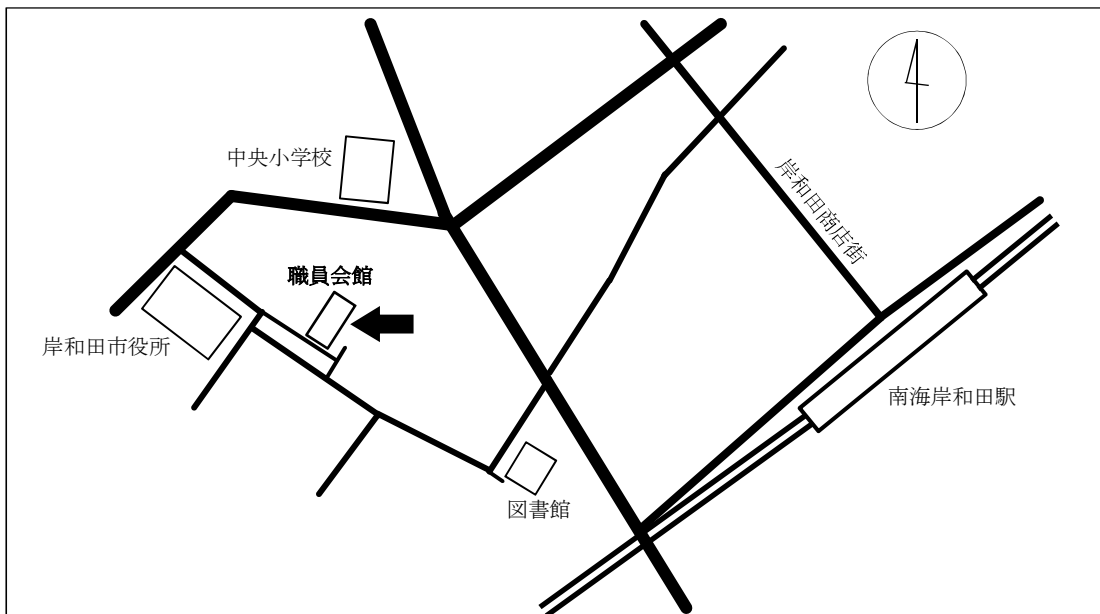 中央小学校
岸和田商店街
職員会館
岸和田市役所
南海岸和田駅
図書館